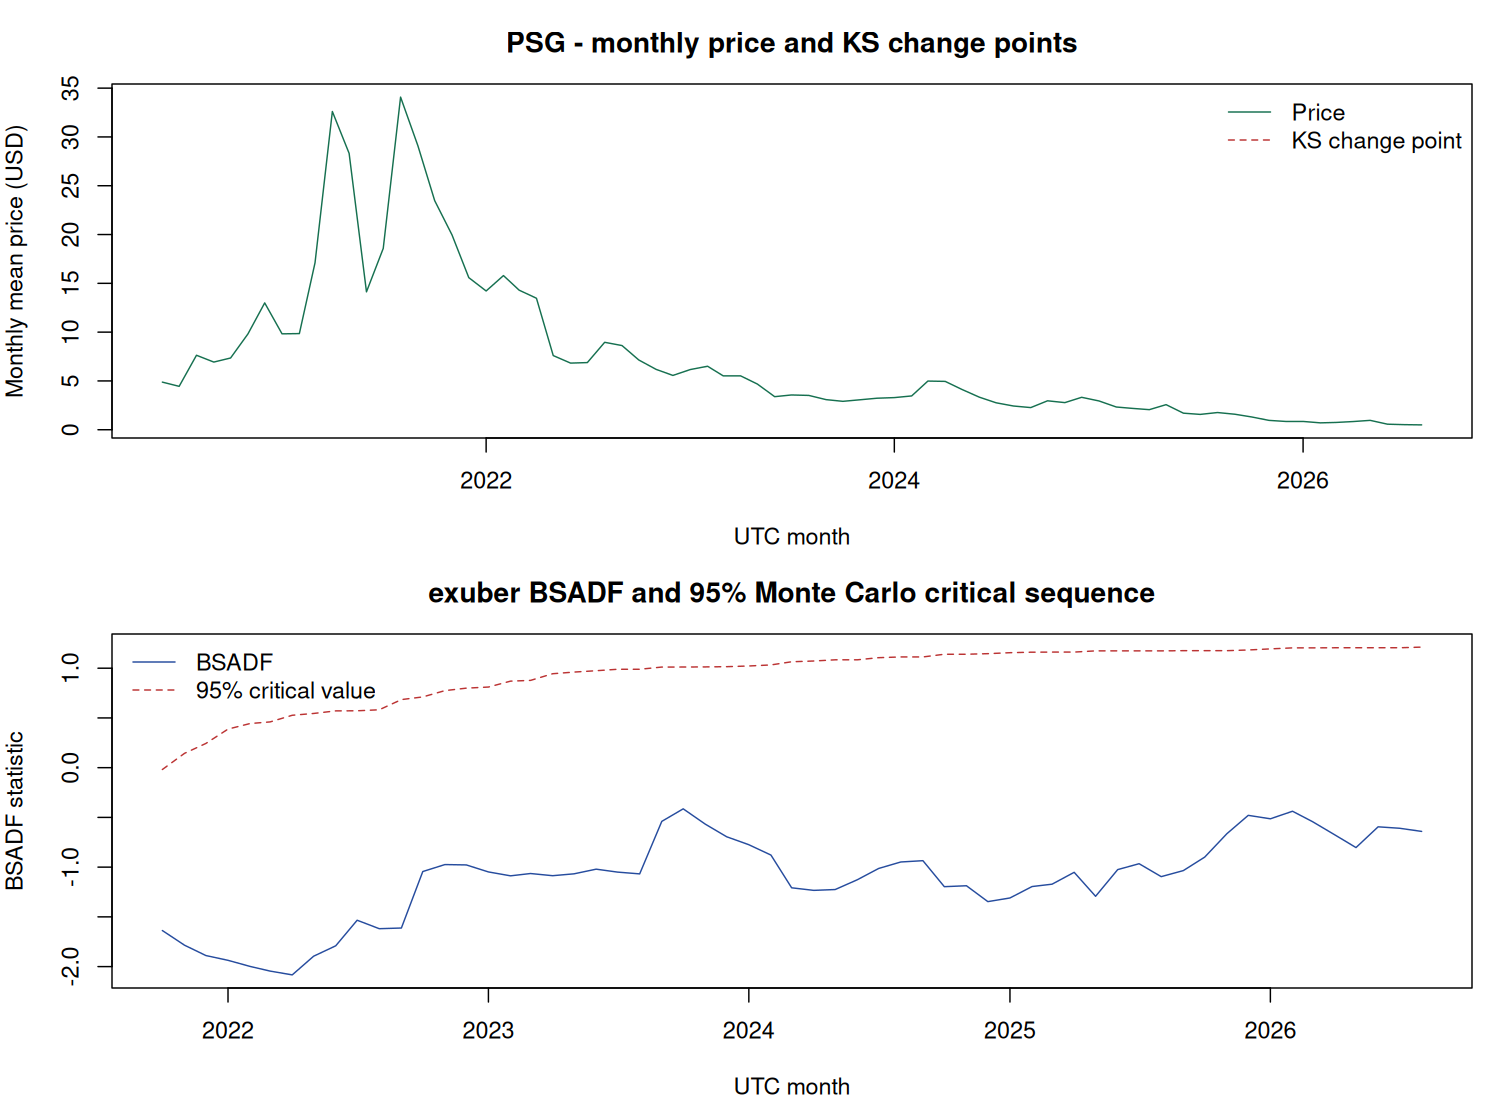 PSG - monthly price and KS change points
Monthly mean price (USD)
35
30
25
20
15
10
5
0
Price
KS change point
2022
2024
2026
UTC month
exuber BSADF and 95% Monte Carlo critical sequence
BSADF statistic
1.0
0.0
-1.0
-2.0
BSADF
95% critical value
2022
2023
2024
2025
2026
UTC month